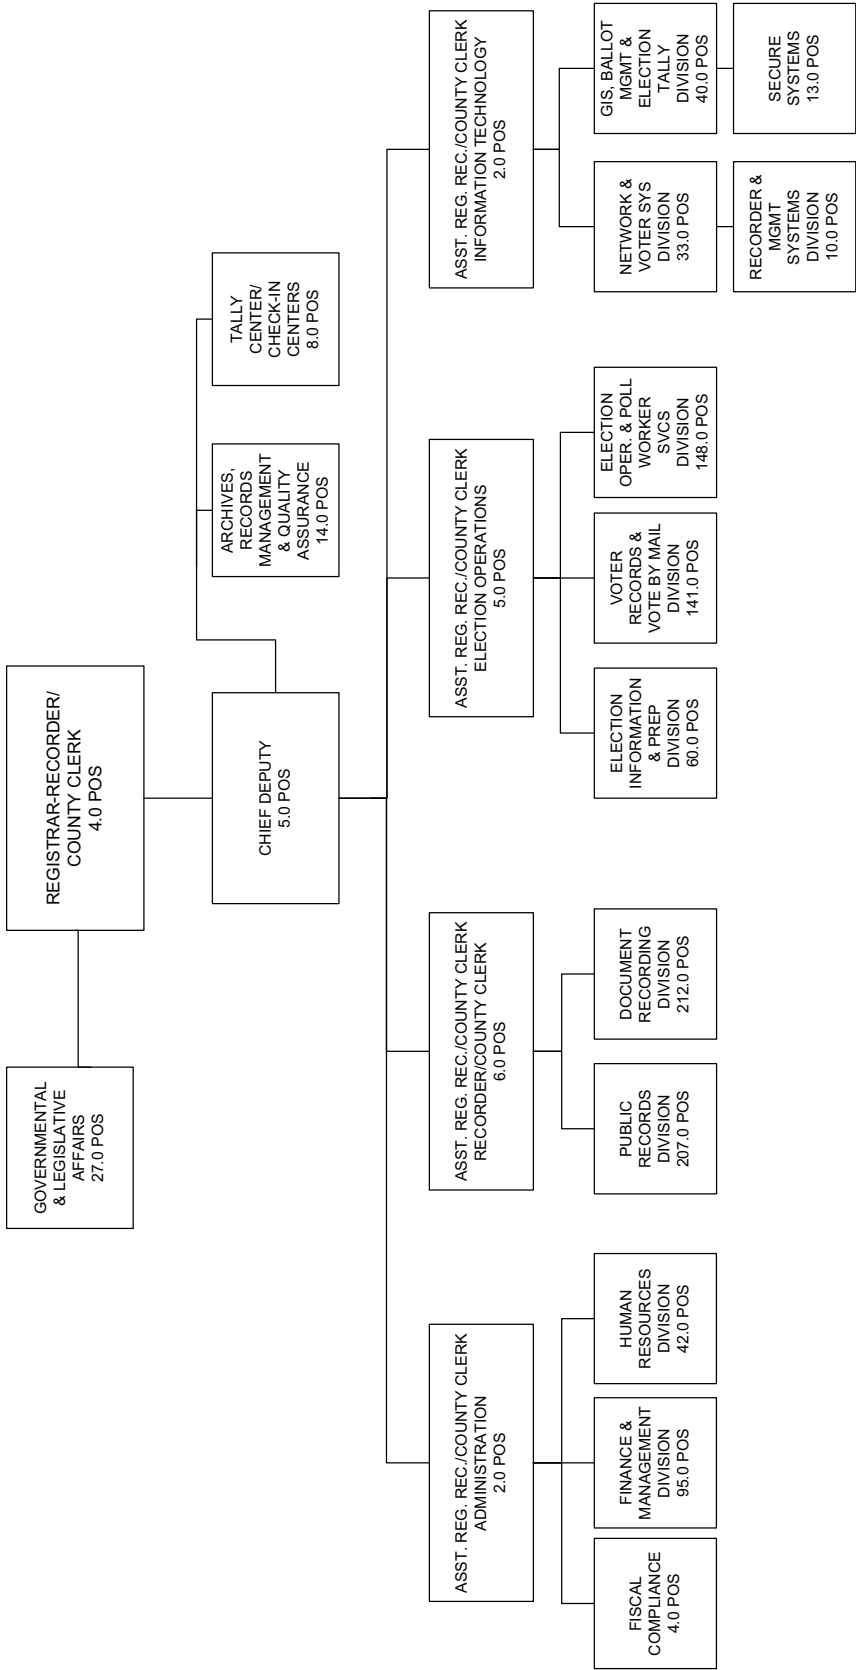 REGISTRAR-RECORDER/
COUNTY CLERK
4.0 POS
GOVERNMENTAL
& LEGISLATIVE
AFFAIRS
27.0 POS
CHIEF DEPUTY
5.0 POS
ARCHIVES,
RECORDS
MANAGEMENT
& QUALITY
ASSURANCE
14.0 POS
TALLY
CENTER/
CHECK-IN
CENTERS
8.0 POS
ASST. REG. REC./COUNTY CLERK
ADMINISTRATION
2.0 POS
ASST. REG. REC./COUNTY CLERK
RECORDER/COUNTY CLERK
6.0 POS
ASST. REG. REC./COUNTY CLERK
ELECTION OPERATIONS
5.0 POS
ASST. REG. REC./COUNTY CLERK
INFORMATION TECHNOLOGY
2.0 POS
FISCAL
COMPLIANCE
4.0 POS
FINANCE &
MANAGEMENT
DIVISION
95.0 POS
HUMAN
RESOURCES
DIVISION
42.0 POS
PUBLIC
RECORDS
DIVISION
207.0 POS
DOCUMENT
RECORDING
DIVISION
212.0 POS
ELECTION
INFORMATION
& PREP
DIVISION
60.0 POS
VOTER
RECORDS &
VOTE BY MAIL
DIVISION
141.0 POS
ELECTION
OPER. & POLL
WORKER
SVCS
DIVISION
148.0 POS
NETWORK &
VOTER SYS
DIVISION
33.0 POS
GIS, BALLOT
MGMT &
ELECTION
TALLY
DIVISION
40.0 POS
RECORDER &
MGMT
SYSTEMS
DIVISION
10.0 POS
SECURE
SYSTEMS
13.0 POS